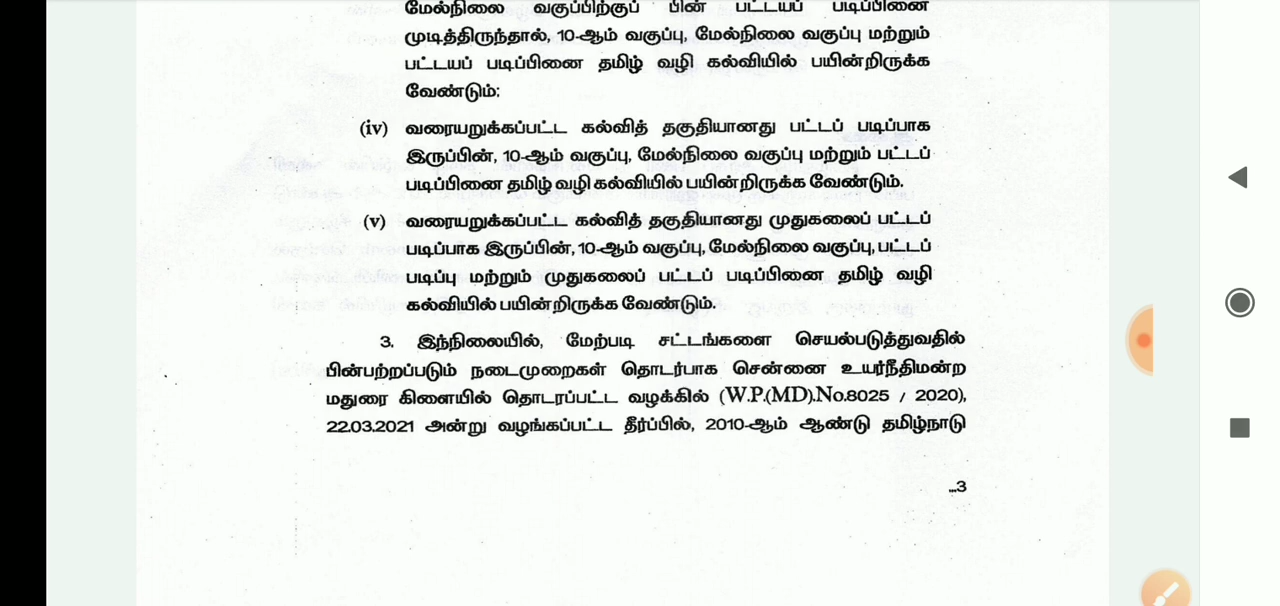 மேல்நிலை வகுப்பிற்குப் பின் பட்டயப் படிப்பினை
முடித்திருந்தால், 10-ஆம் வகுப்பு, மேல்நிலை வகுப்பு மற்றும்
பட்டயப் படிப்பினை தமிழ் வழி கல்வியில் பயின்றிருக்க
வேண்டும்:
(iv) வரையறுக்கப்பட்ட கல்வித் தகுதியானது பட்டப் படிப்பாக
இருப்பின், 10-ஆம் வகுப்பு, மேல்நிலை வகுப்பு மற்றும் பட்டப்
படிப்பினை தமிழ் வழி கல்வியில் பயின்றிருக்க வேண்டும்.
(v) வரையறுக்கப்பட்ட கல்வித் தகுதியானது முதுகலைப் பட்டப்
படிப்பாக இருப்பின், 10-ஆம் வகுப்பு, மேல்நிலை வகுப்பு, பட்டப்
படிப்பு மற்றும் முதுகலைப் பட்டப் படிப்பினை தமிழ் வழி
கல்வியில் பயின்றிருக்க வேண்டும்.
3. இந்நிலையில், மேற்படி சட்டங்களை செயல்படுத்துவதில்
பின்பற்றப்படும் நடைமுறைகள் தொடர்பாக சென்னை உயர்நீதிமன்ற
மதுரை கிளையில் தொடரப்பட்ட வழக்கில் (W.P.(MD).No.8025 / 2020),
22.03.2021 அன்று வழங்கப்பட்ட தீர்ப்பில், 2010-ஆம் ஆண்டு தமிழ்நாடு
...3